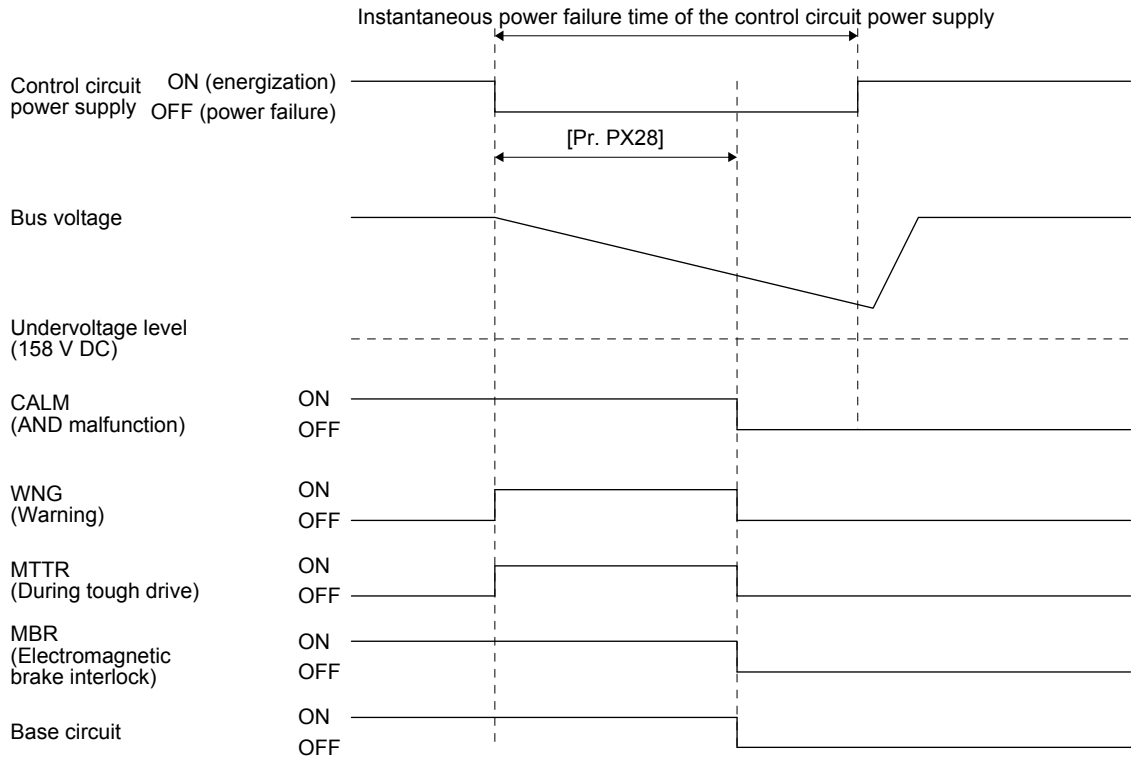 Instantaneous power failure time of the control circuit power supply
Control circuit
power supply
ON (energization)
OFF (power failure)
[Pr. PX28]
Bus voltage
Undervoltage level
(158 V DC)
CALM
(AND malfunction)
ON
OFF
WNG
(Warning)
ON
OFF
MTTR
(During tough drive)
ON
OFF
MBR
(Electromagnetic
brake interlock)
ON
OFF
Base circuit
ON
OFF